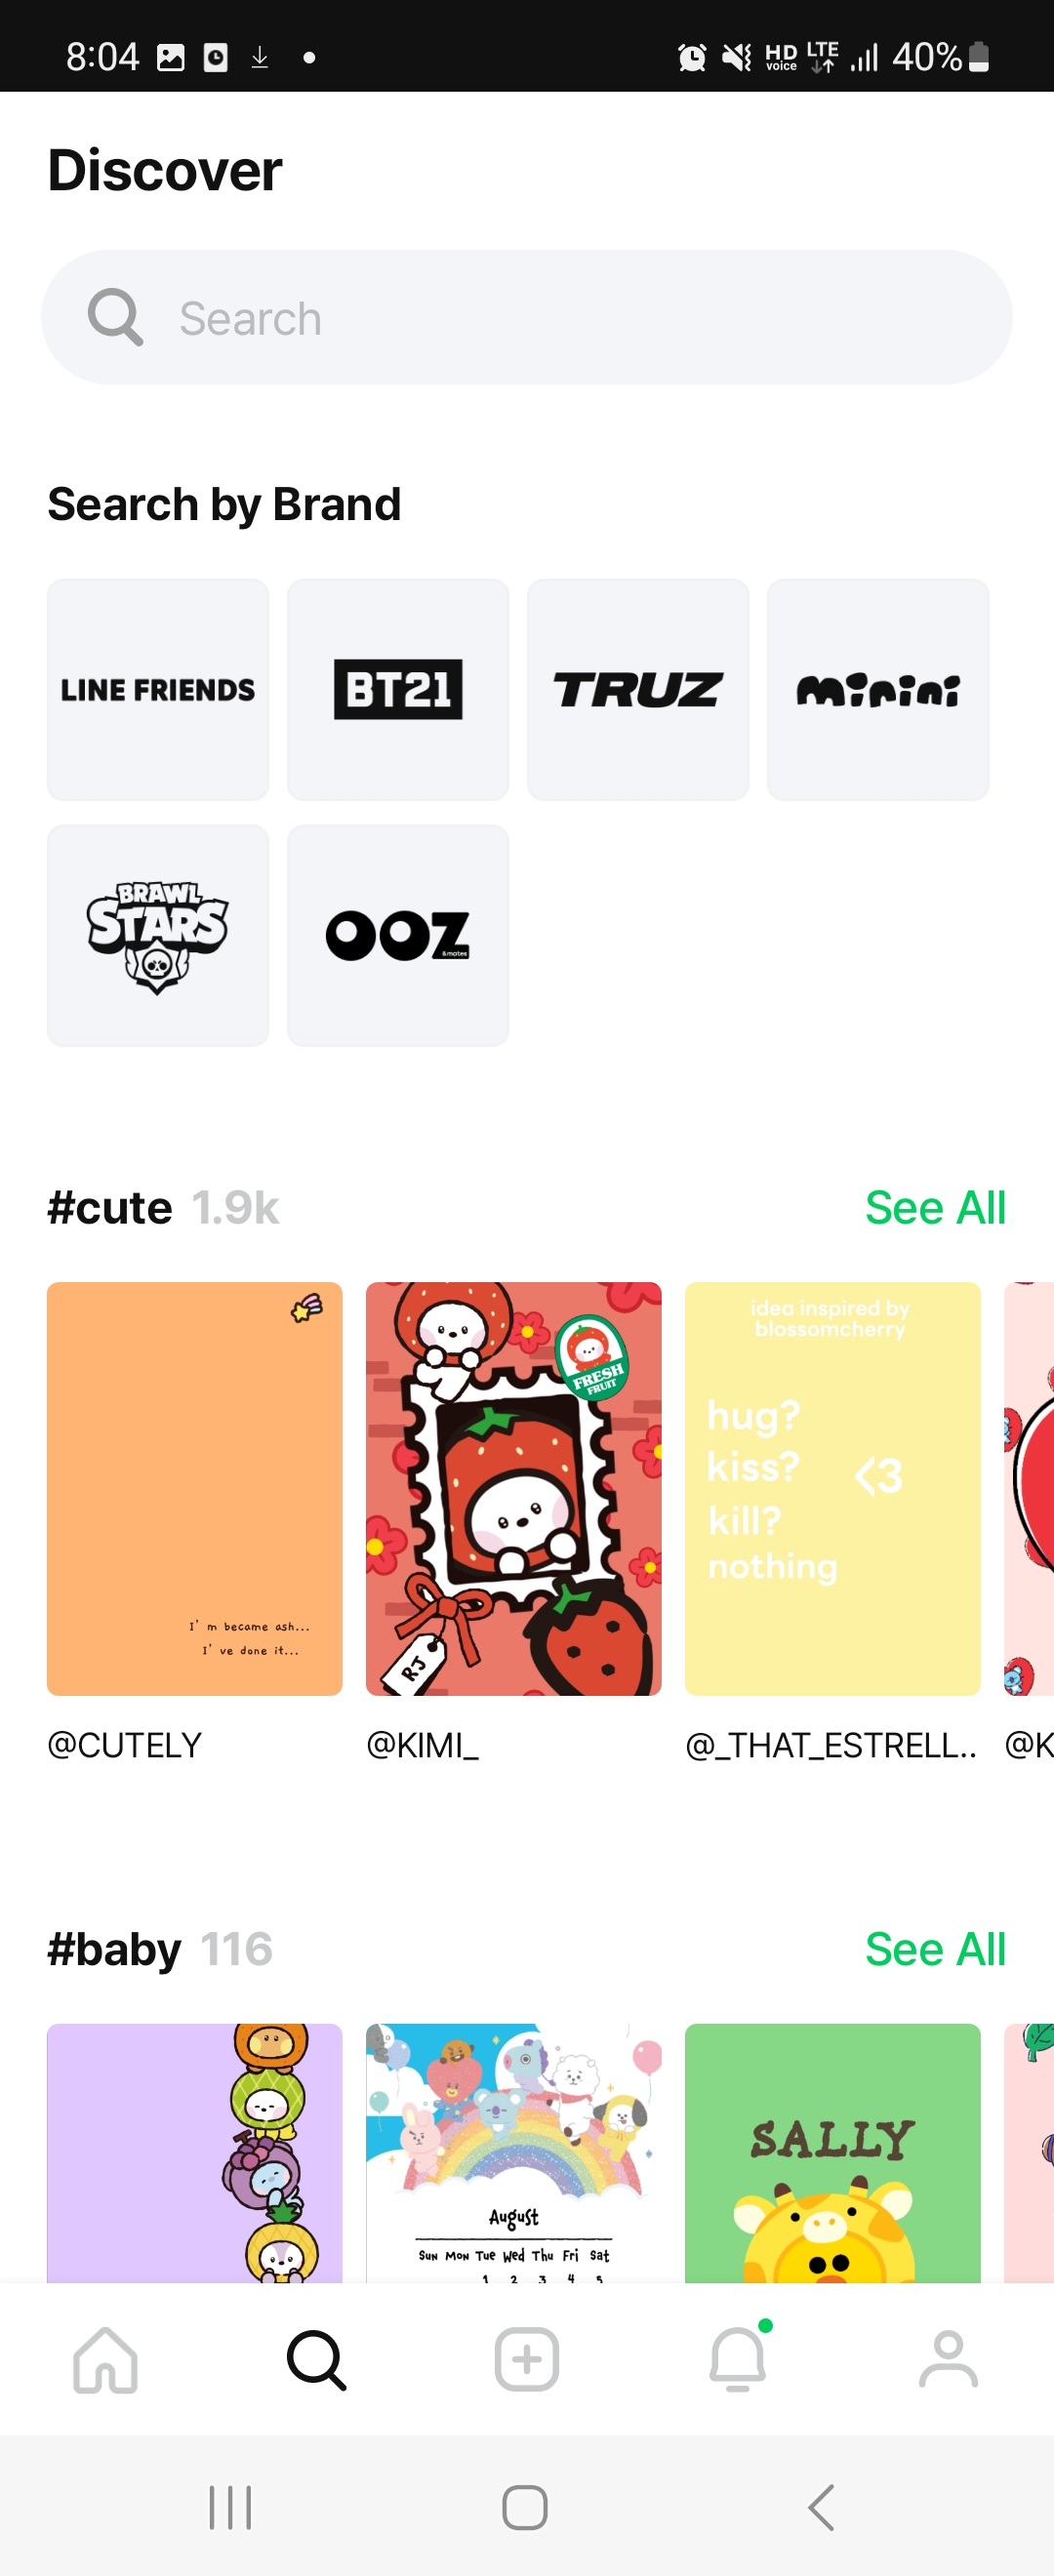 8:04
HD voice LTE 40%
Discover
Search
Search by Brand
LINE FRIENDS
BT21
TRUZ
minini
BRAWL
STARS
OOZ
&mates
#cute 1.9k
See All
I'm became ash...
I've done it...
FRESH
FRUIT
RJ
idea inspired by
blossomcherry
hug?
kiss? <3
kill?
nothing
@CUTELY
@KIMI_
@_THAT_ESTRELL..
@K
#baby 116
See All
August
Sun Mon Tue Wed Thu Fri Sat
1 2 3 4 5
SALLY